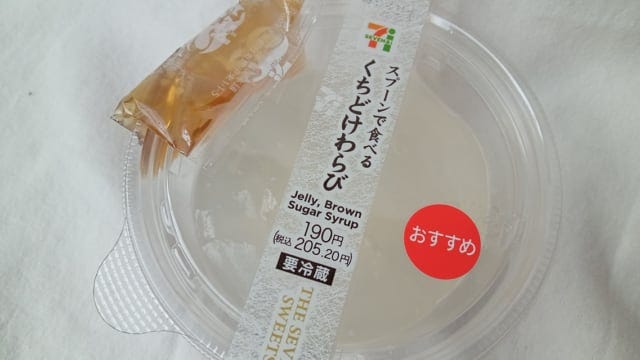 SEVEN & i
スプーンで食べる
くちどけわらび
Jelly, Brown
Sugar Syrup
190円
(税込 205.20円)
要冷蔵
THE SEV
SWEETS
おすすめ